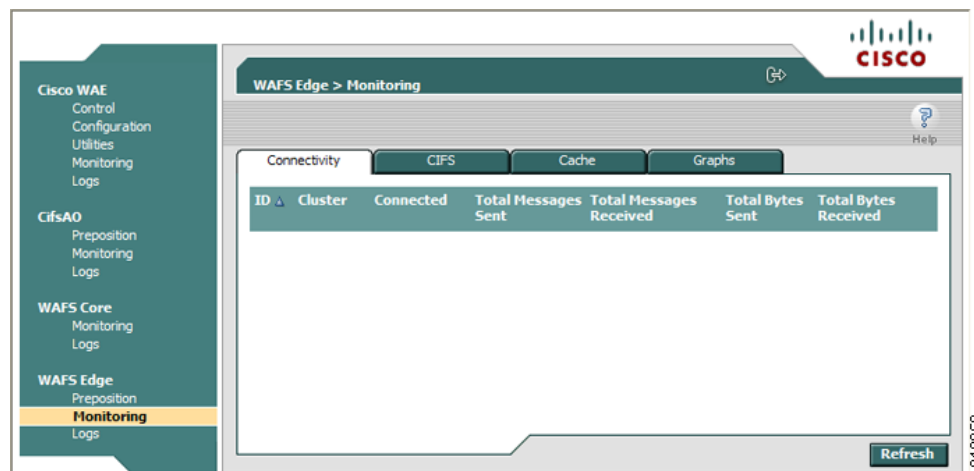 CISCO
WAFS Edge > Monitoring
Help
Cisco WAE
Control
Configuration
Utilities
Monitoring
Logs
CifsAO
Preposition
Monitoring
Logs
WAFS Core
Monitoring
Logs
WAFS Edge
Preposition
Monitoring
Logs
Connectivity CIFS Cache Graphs
ID Cluster Connected Total Messages Sent Total Messages Received Total Bytes Sent Total Bytes Received
Refresh